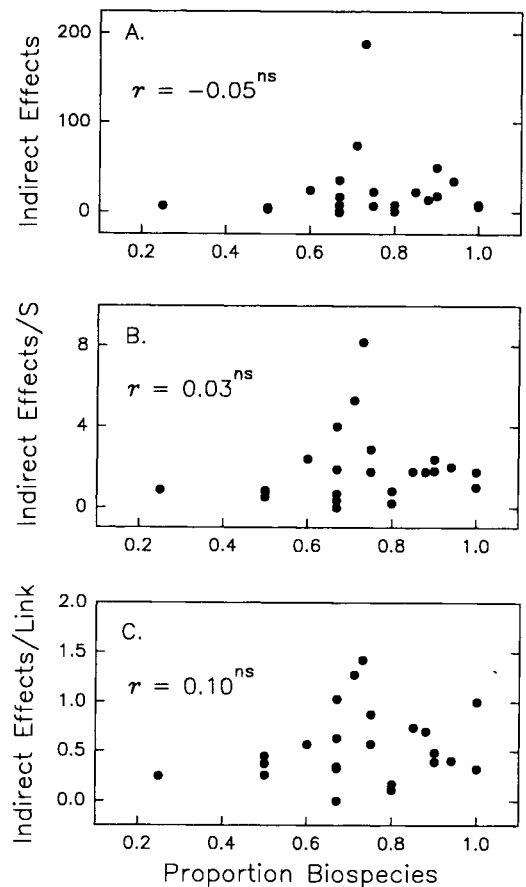 A.
r = −0.05ns
Indirect Effects
200
100
0
0.2 0.4 0.6 0.8 1.0
B.
r = 0.03ns
Indirect Effects/S
8
4
0
0.2 0.4 0.6 0.8 1.0
C.
r = 0.10ns
Indirect Effects/Link
2.0
1.5
1.0
0.5
0.0
0.2 0.4 0.6 0.8 1.0
Proportion Biospecies